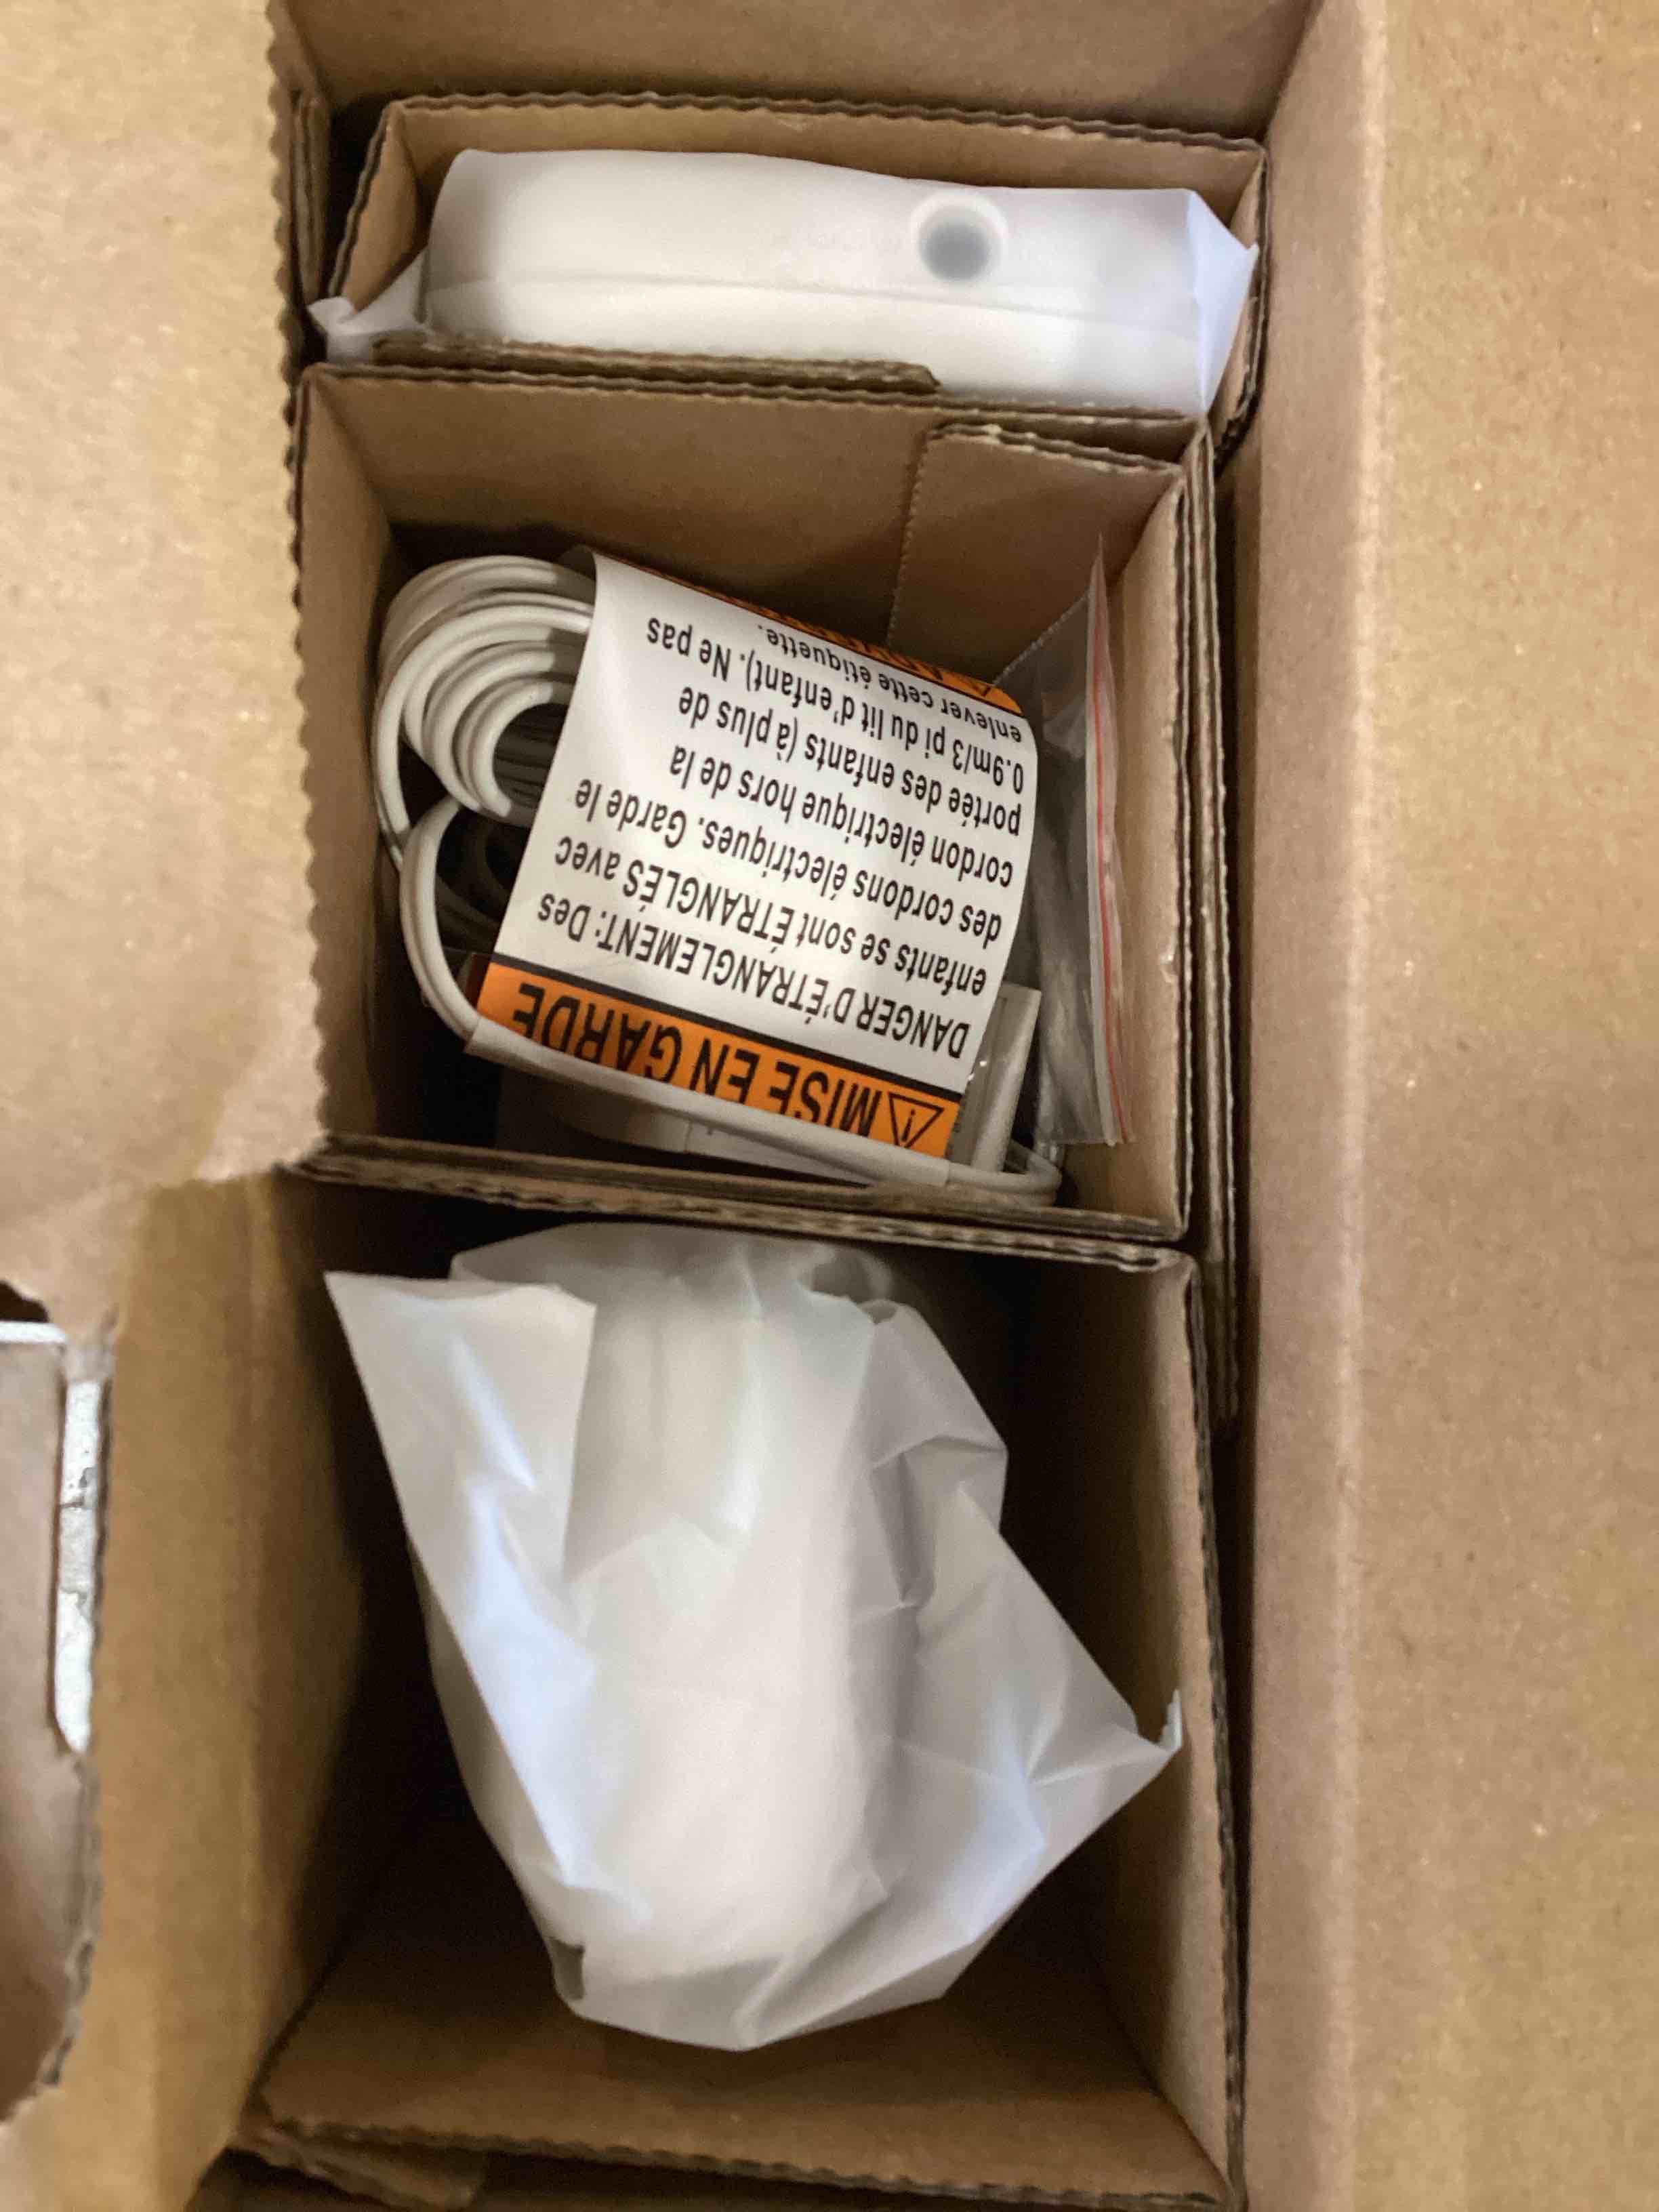 ⚠MISE EN GARDE
DANGER D'ÉTRANGLEMENT: Des
enfants se sont ÉTRANGLÉS avec
des cordons électriques. Garde le
cordon électrique hors de la
portée des enfants (à plus de
0.9m/3 pi du lit d'enfant). Ne pas
enlever cette étiquette.